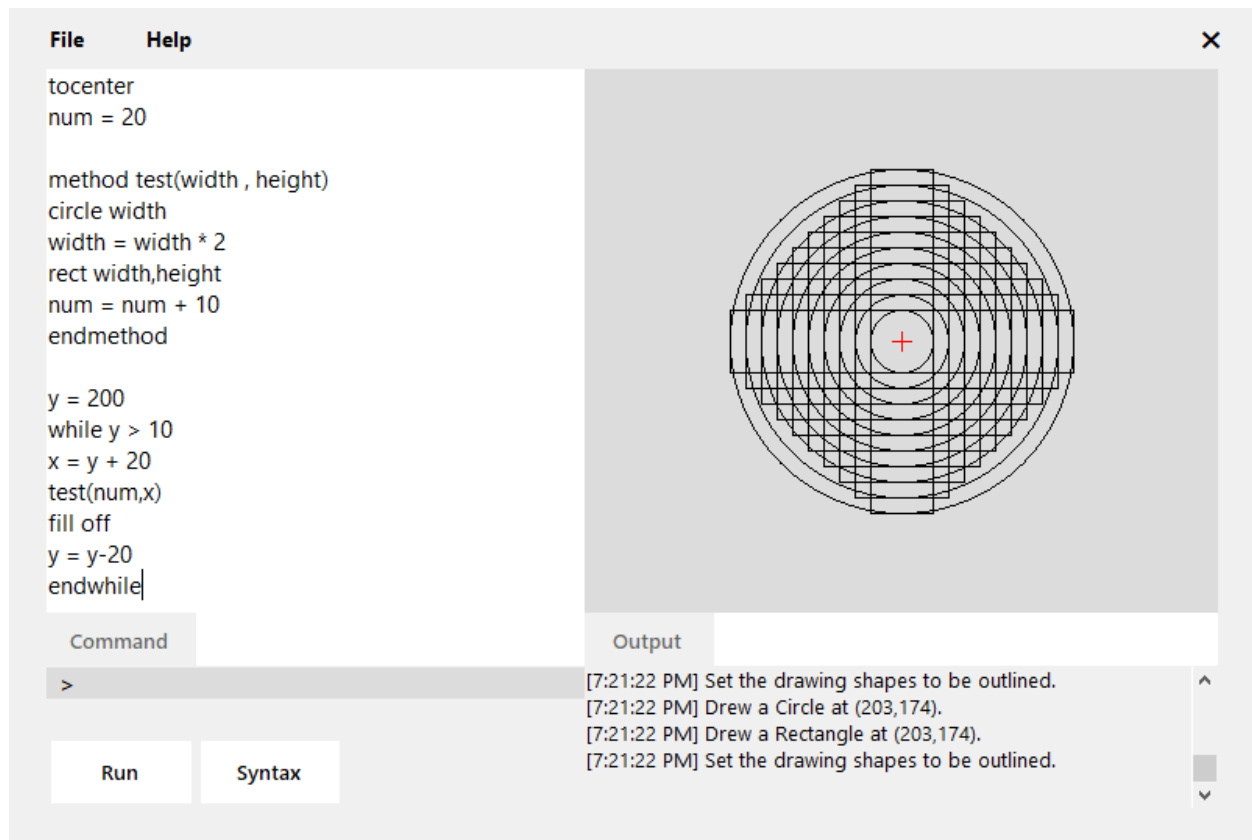 File Help
tocenter
num = 20
method test(width , height)
circle width
width = width * 2
rect width,height
num = num + 10
endmethod
y = 200
while y > 10
x = y + 20
test(num,x)
fill off
y = y-20
endwhile
Command
>
Run Syntax
Output
[7:21:22 PM] Set the drawing shapes to be outlined.
[7:21:22 PM] Drew a Circle at (203,174).
[7:21:22 PM] Drew a Rectangle at (203,174).
[7:21:22 PM] Set the drawing shapes to be outlined.